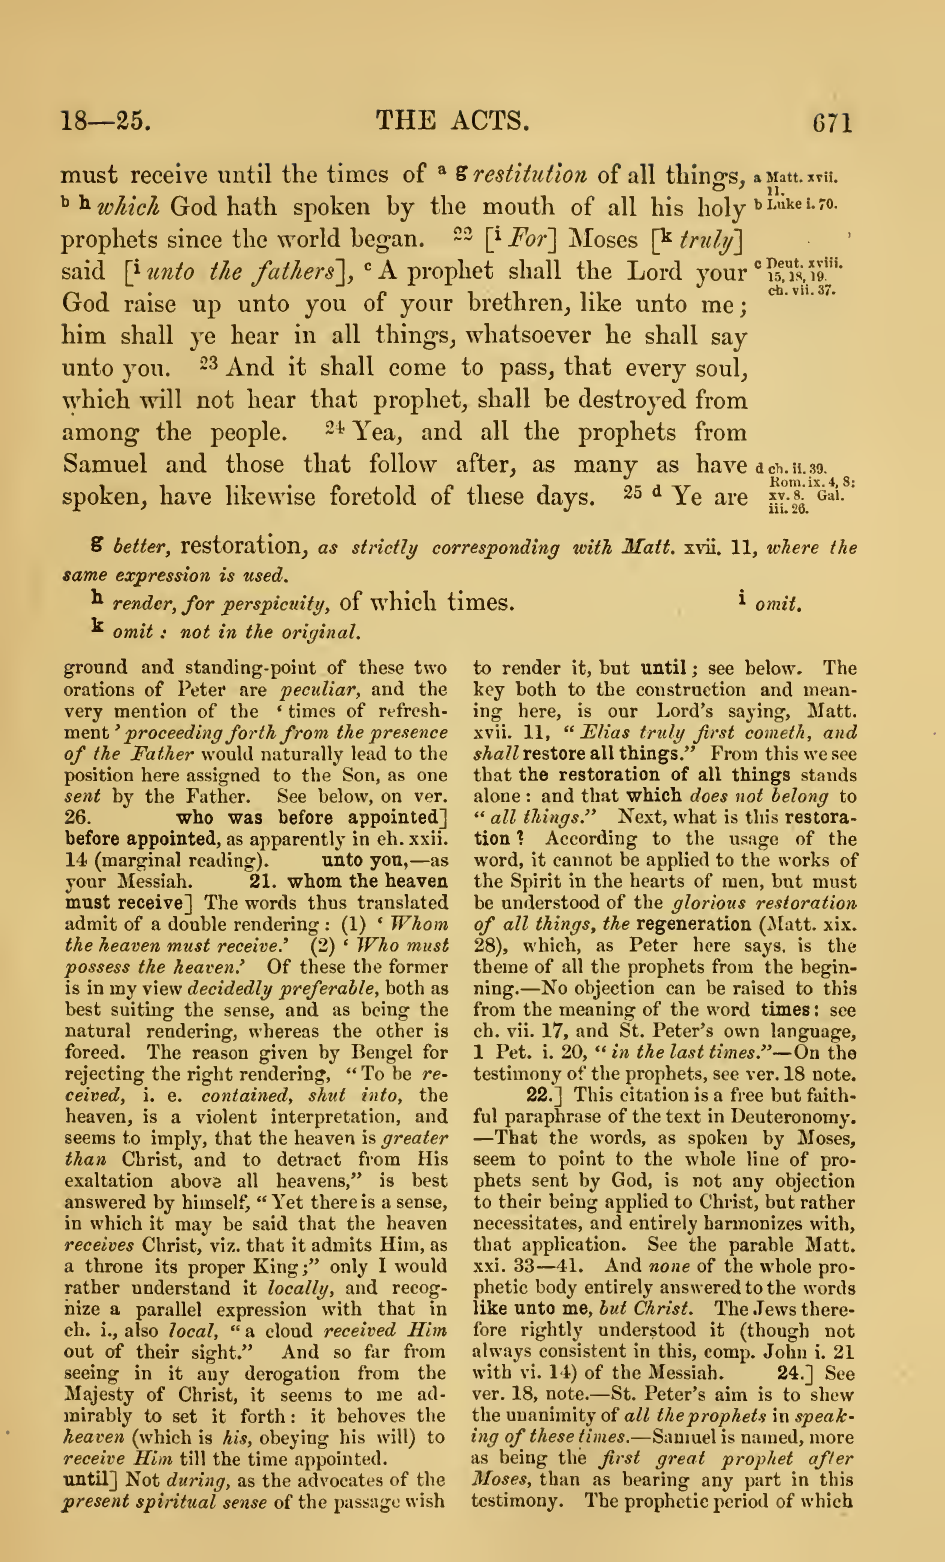 18—25. THE ACTS. 671
must receive until the times of a g restitution of all things,
b h which God hath spoken by the mouth of all his holy
prophets since the world began. 22 [i For] Moses [k truly]
said [i unto the fathers], c A prophet shall the Lord your
God raise up unto you of your brethren, like unto me;
him shall ye hear in all things, whatsoever he shall say
unto you. 23 And it shall come to pass, that every soul,
which will not hear that prophet, shall be destroyed from
among the people. 24 Yea, and all the prophets from
Samuel and those that follow after, as many as have
spoken, have likewise foretold of these days. 25 d Ye are
a Matt. xvii.
11.
b Luke i. 70.
c Deut. xviii.
15, 18, 19.
ch. vii. 37.
d ch. ii. 39.
Rom. ix. 4, 8:
xv. 8. Gal.
iii. 26.
g better, restoration, as strictly corresponding with Matt. xvii. 11, where the
same expression is used.
h render, for perspicuity, of which times. i omit.
k omit: not in the original.
ground and standing-point of these two
orations of Peter are peculiar, and the
very mention of the ‘times of refresh-
ment’ proceeding forth from the presence
of the Father would naturally lead to the
position here assigned to the Son, as one
sent by the Father. See below, on ver.
26. who was before appointed]
before appointed, as apparently in ch. xxii.
14 (marginal reading). unto you,—as
your Messiah. 21. whom the heaven
must receive] The words thus translated
admit of a double rendering: (1) ‘Whom
the heaven must receive.’ (2) ‘Who must
possess the heaven.’ Of these the former
is in my view decidedly preferable, both as
best suiting the sense, and as being the
natural rendering, whereas the other is
forced. The reason given by Bengel for
rejecting the right rendering, “To be re-
ceived, i. e. contained, shut into, the
heaven, is a violent interpretation, and
seems to imply, that the heaven is greater
than Christ, and to detract from His
exaltation above all heavens,” is best
answered by himself, “Yet there is a sense,
in which it may be said that the heaven
receives Christ, viz. that it admits Him, as
a throne its proper King;” only I would
rather understand it locally, and recog-
nize a parallel expression with that in
ch. i., also local, “a cloud received Him
out of their sight.” And so far from
seeing in it any derogation from the
Majesty of Christ, it seems to me ad-
mirably to set it forth: it behoves the
heaven (which is his, obeying his will) to
receive Him till the time appointed.
until] Not during, as the advocates of the
present spiritual sense of the passage wish
to render it, but until; see below. The
key both to the construction and mean-
ing here, is our Lord’s saying, Matt.
xvii. 11, “Elias truly first cometh, and
shall restore all things.” From this we see
that the restoration of all things stands
alone: and that which does not belong to
“all things.” Next, what is this restora-
tion? According to the usage of the
word, it cannot be applied to the works of
the Spirit in the hearts of men, but must
be understood of the glorious restoration
of all things, the regeneration (Matt. xix.
28), which, as Peter here says, is the
theme of all the prophets from the begin-
ning.—No objection can be raised to this
from the meaning of the word times: see
ch. vii. 17, and St. Peter’s own language,
1 Pet. i. 20, “in the last times.”—On the
testimony of the prophets, see ver. 18 note.
22.] This citation is a free but faith-
ful paraphrase of the text in Deuteronomy.
—That the words, as spoken by Moses,
seem to point to the whole line of pro-
phets sent by God, is not any objection
to their being applied to Christ, but rather
necessitates, and entirely harmonizes with,
that application. See the parable Matt.
xxi. 33—41. And none of the whole pro-
phetic body entirely answered to the words
like unto me, but Christ. The Jews there-
fore rightly understood it (though not
always consistent in this, comp. John i. 21
with vi. 14) of the Messiah. 24.] See
ver. 18, note.—St. Peter’s aim is to shew
the unanimity of all the prophets in speak-
ing of these times.—Samuel is named, more
as being the first great prophet after
Moses, than as bearing any part in this
testimony. The prophetic period of which